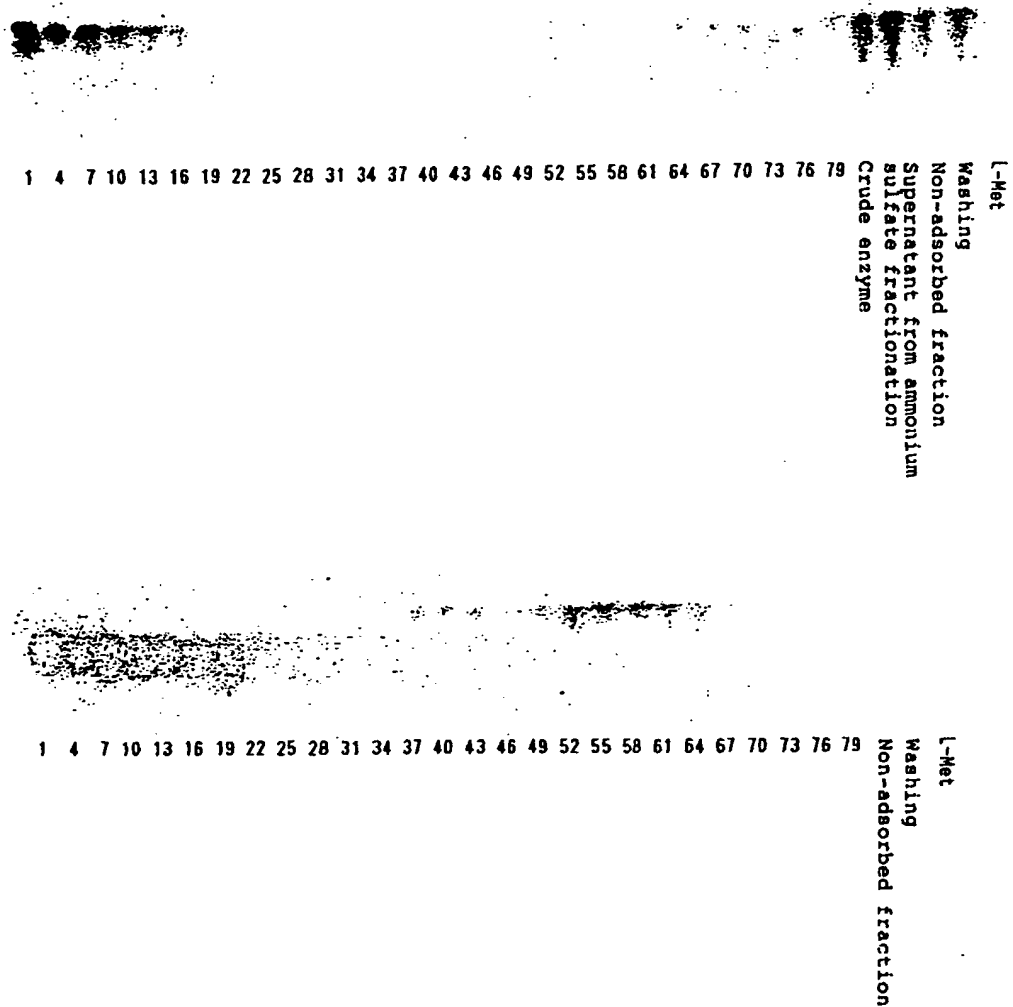 1 4 7 10 13 16 19 22 25 28 31 34 37 40 43 46 49 52 55 58 61 64 67 70 73 76 79
Crude enzyme
Supernatant from ammonium
sulfate fractionation
Non-adsorbed fraction
Washing
L-Met
1 4 7 10 13 16 19 22 25 28 31 34 37 40 43 46 49 52 55 58 61 64 67 70 73 76 79
Non-adsorbed fraction
Washing
L-Met